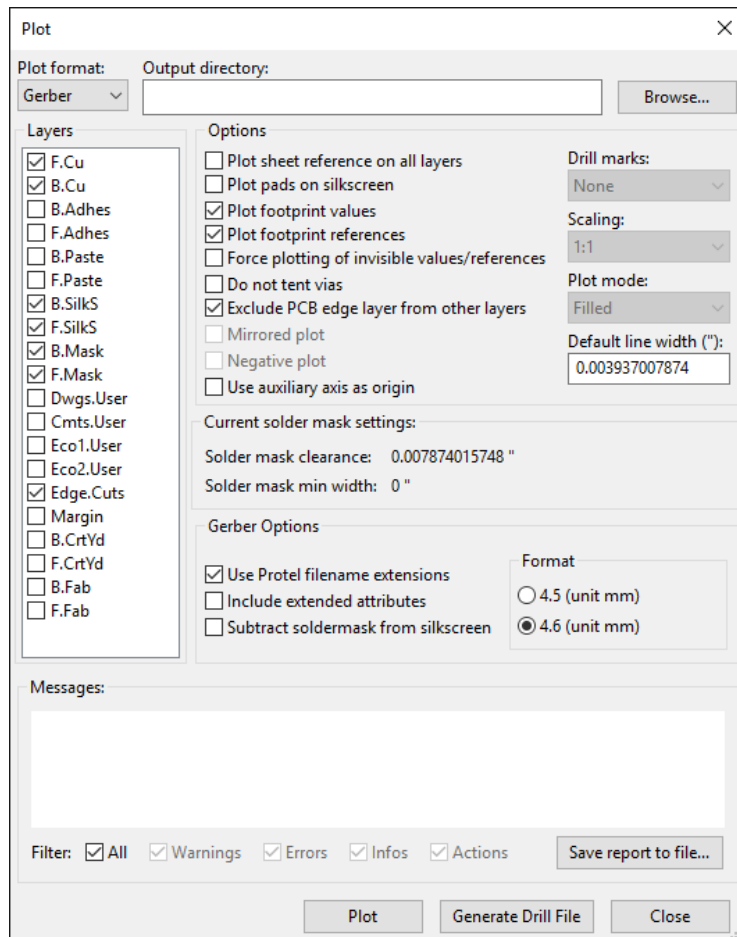 Plot
Plot format:
Output directory:
Gerber
Browse...
Layers
F.Cu
B.Cu
B.Adhes
F.Adhes
B.Paste
F.Paste
B.SilkS
F.SilkS
B.Mask
F.Mask
Dwgs.User
Cmts.User
Eco1.User
Eco2.User
Edge.Cuts
Margin
B.CrtYd
F.CrtYd
B.Fab
F.Fab
Options
Plot sheet reference on all layers
Plot pads on silkscreen
Plot footprint values
Plot footprint references
Force plotting of invisible values/references
Do not tent vias
Exclude PCB edge layer from other layers
Mirrored plot
Negative plot
Use auxiliary axis as origin
Drill marks:
None
Scaling:
1:1
Plot mode:
Filled
Default line width ("):
0.003937007874
Current solder mask settings:
Solder mask clearance: 0.007874015748 "
Solder mask min width: 0 "
Gerber Options
Use Protel filename extensions
Include extended attributes
Subtract soldermask from silkscreen
Format
4.5 (unit mm)
4.6 (unit mm)
Messages:
Filter: All Warnings Errors Infos Actions Save report to file...
Plot Generate Drill File Close